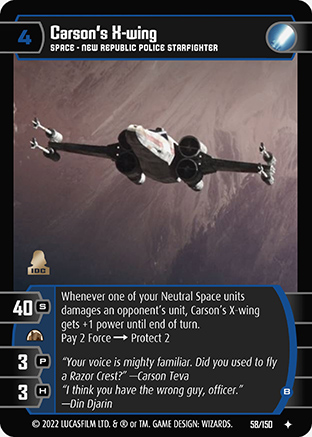 4
Carson's X-wing
SPACE • NEW REPUBLIC POLICE STARFIGHTER
IDC
40 S
Whenever one of your Neutral Space units
damages an opponent's unit, Carson's X-wing
gets +1 power until end of turn.
Pay 2 Force → Protect 2
3 P
"Your voice is mighty familiar. Did you used to fly
a Razor Crest?" —Carson Teva
3 H
"I think you have the wrong guy, officer."
—Din Djarin
B
© 2022 LUCASFILM LTD. & ® or TM. GAME DESIGN: WIZARDS.
58/150